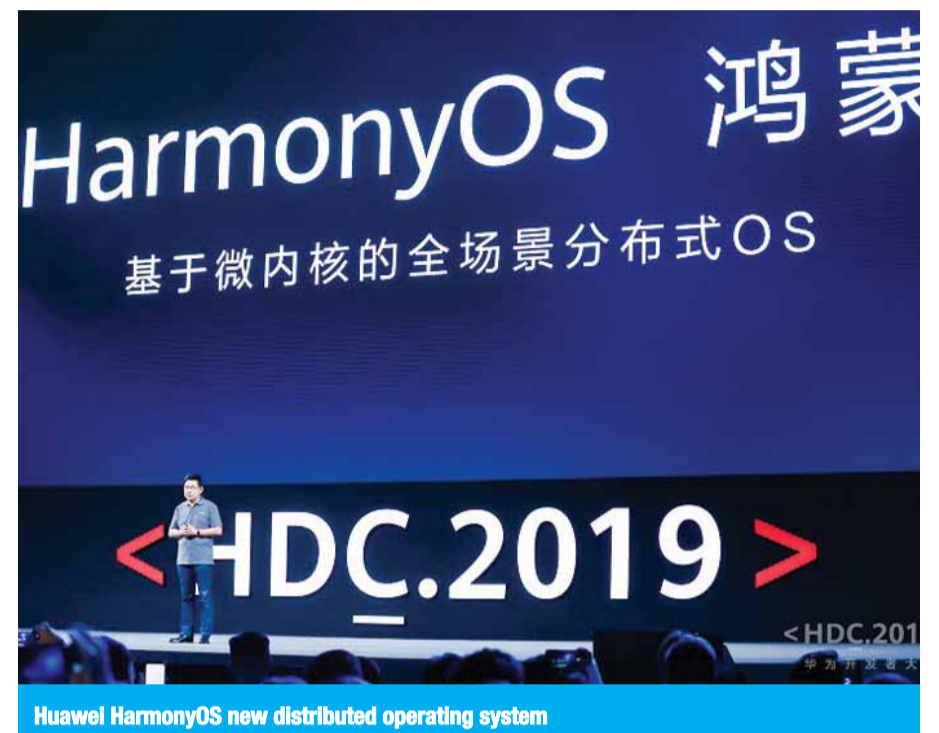 HarmonyOS 鸿蒙
基于微内核的全场景分布式OS
<HDC.2019>
<HDC.201
华为开发者大
Huawei HarmonyOS new distributed operating system